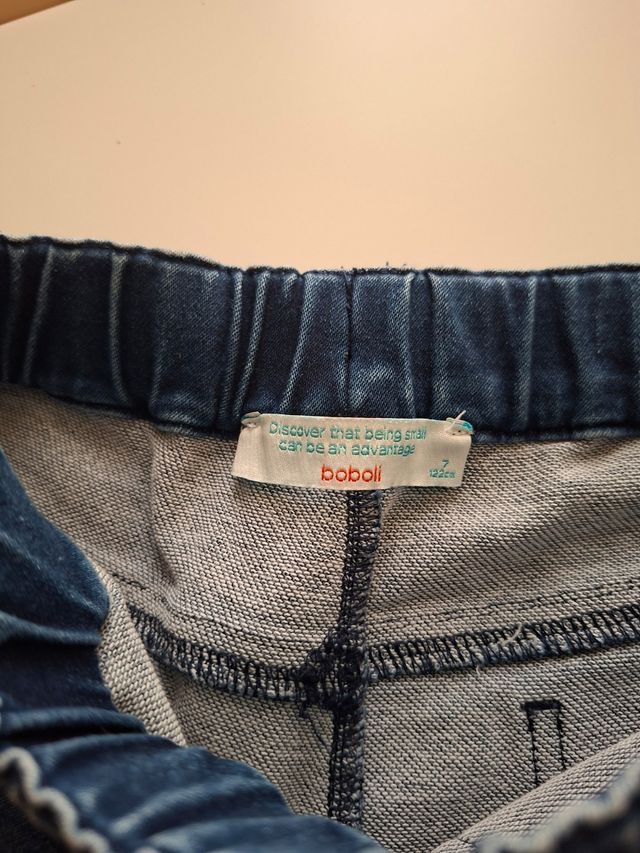 Discover that being small
can be an advantage
boboli
7
122cm